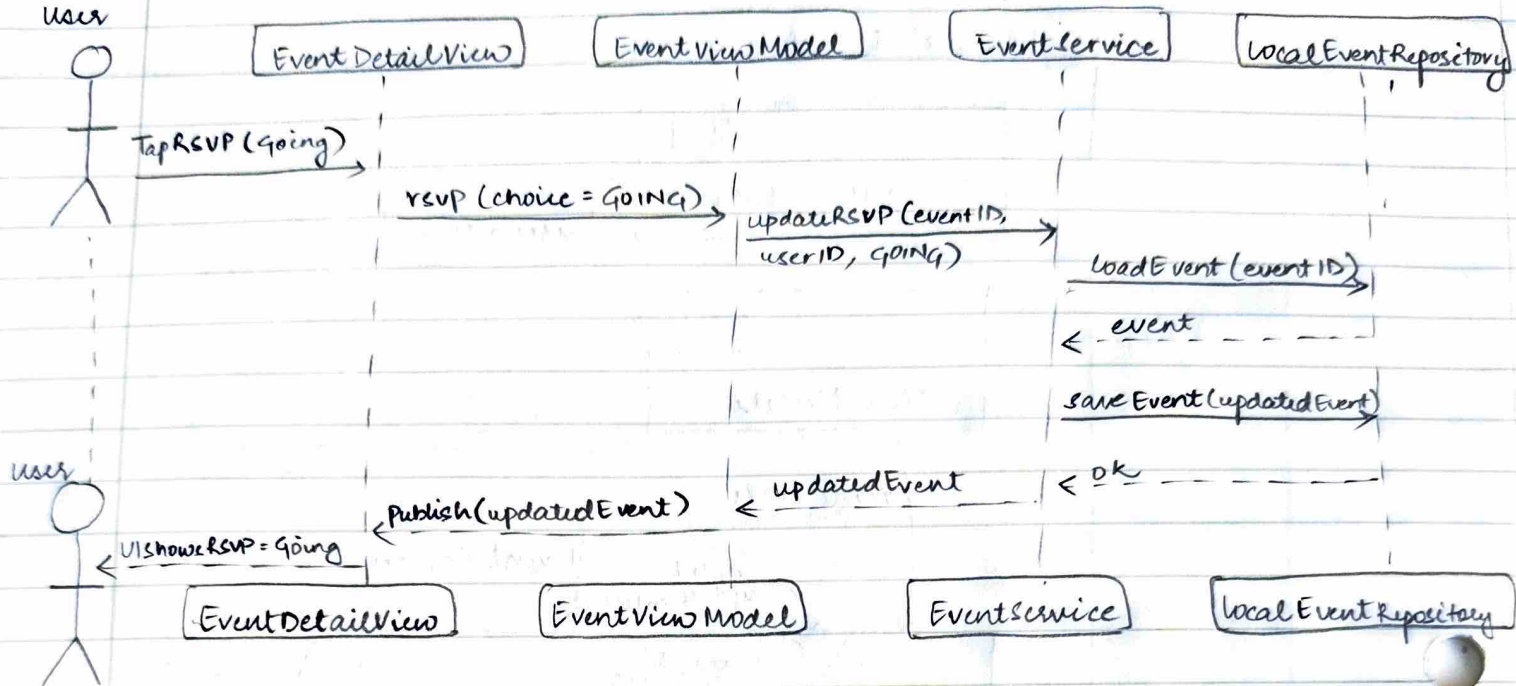 User
EventDetailView
EventViewModel
EventService
LocalEventRepository
TapRSVP (Going)
rsvp (choice = GOING)
updateRSVP (eventID,
userID, GOING)
loadEvent (eventID)
event
saveEvent (updatedEvent)
ok
updatedEvent
Publish (updatedEvent)
UIshowsRSVP = Going
User
EventDetailView
EventViewModel
EventService
LocalEventRepository